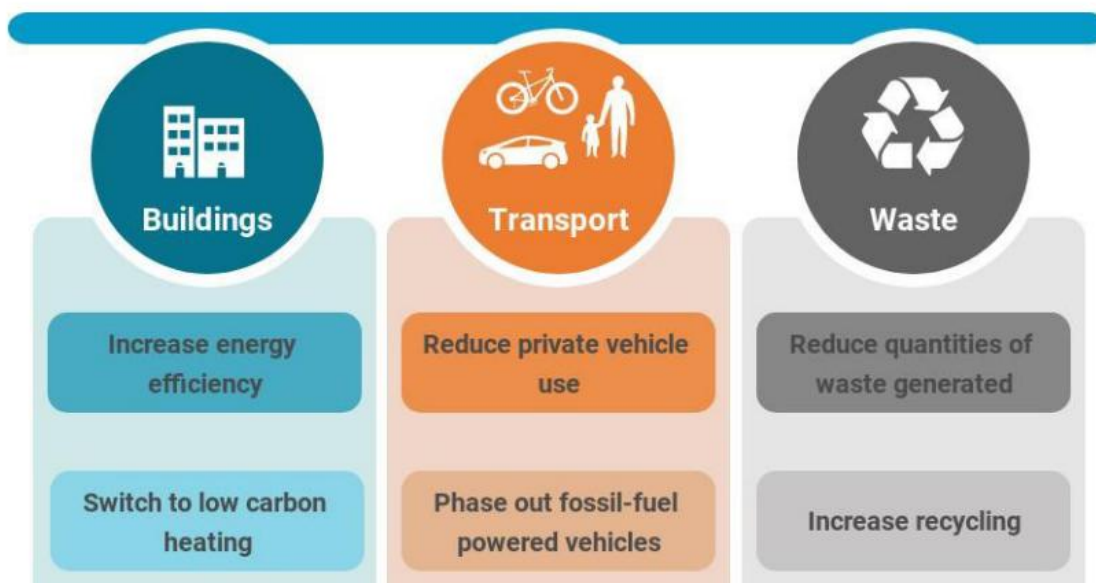 Buildings
Increase energy
efficiency
Switch to low carbon
heating
Transport
Reduce private vehicle
use
Phase out fossil-fuel
powered vehicles
Waste
Reduce quantities of
waste generated
Increase recycling